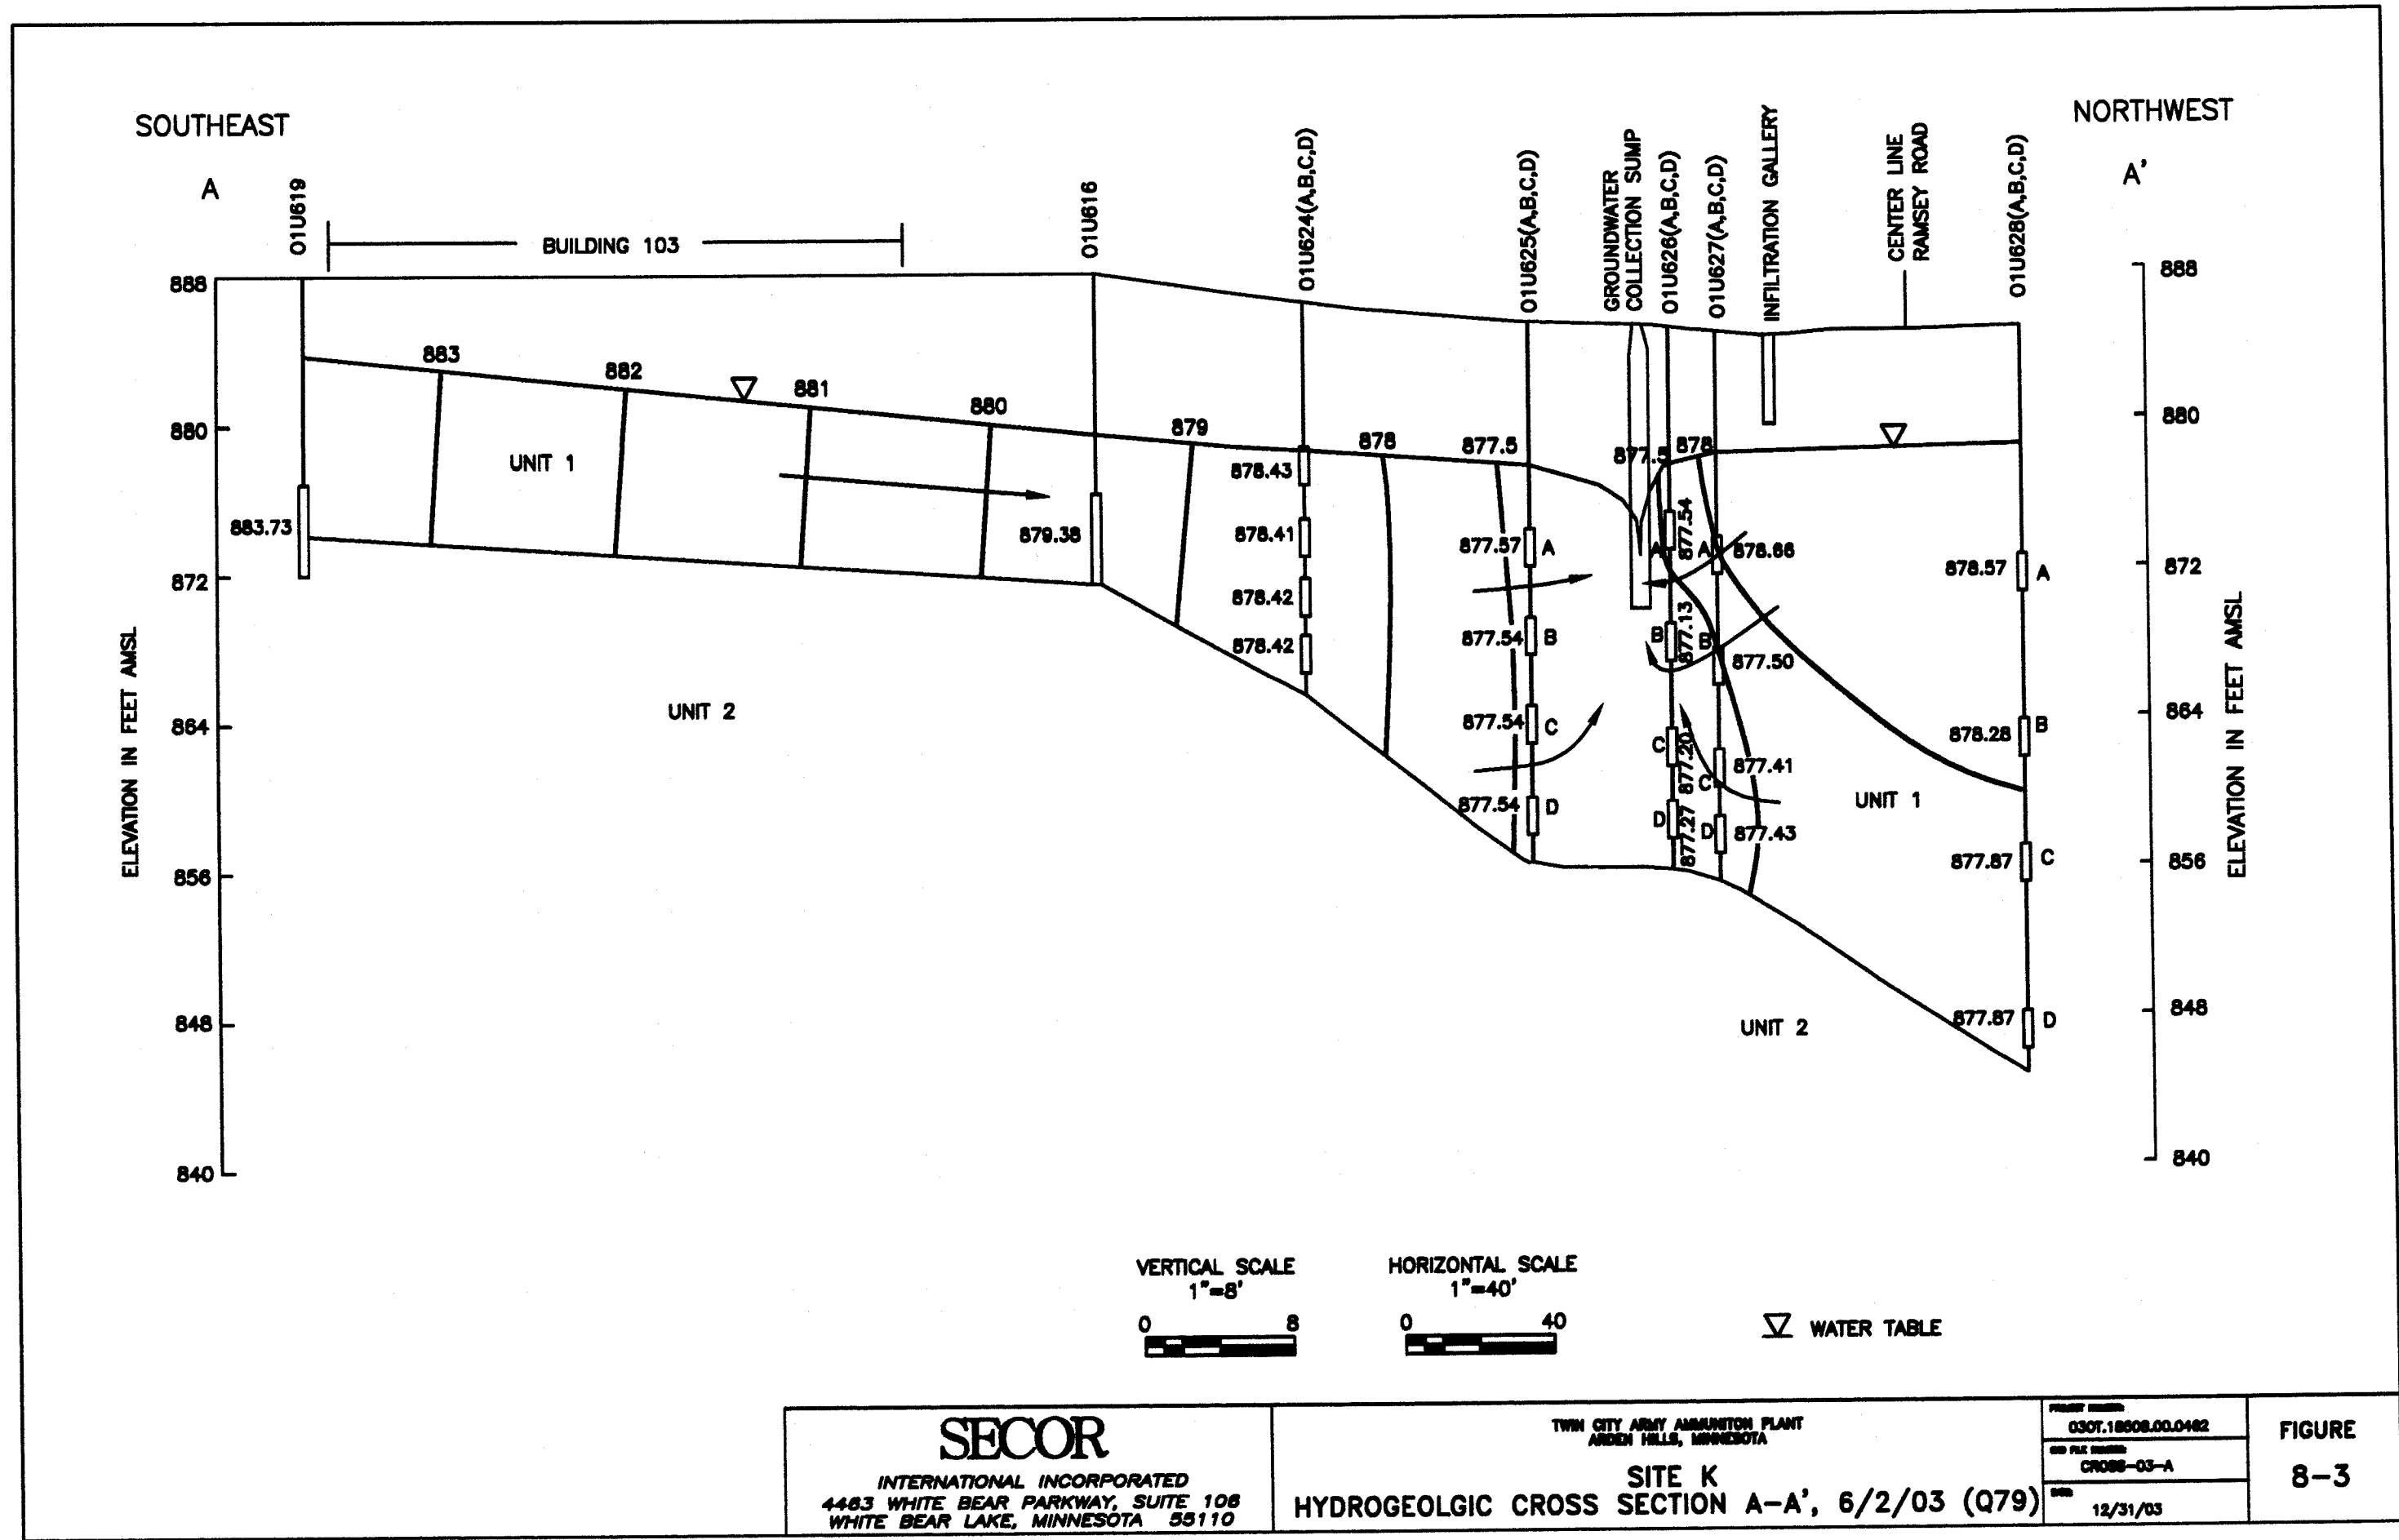 SOUTHEAST
NORTHWEST
A
A'
01U619
BUILDING 103
01U616
01U624(A,B,C,D)
01U625(A,B,C,D)
GROUNDWATER
COLLECTION SUMP
01U626(A,B,C,D)
01U627(A,B,C,D)
INFILTRATION GALLERY
CENTER LINE
RAMSEY ROAD
01U628(A,B,C,D)
888
880
872
864
856
848
840
ELEVATION IN FEET AMSL
883
882
881
880
879
878
877.5
877.5
878
UNIT 1
UNIT 2
883.73
879.38
878.43
878.41
878.42
878.42
877.57 A
877.54 B
877.54 C
877.54 D
A 877.54
B 877.13
C 877.20
D 877.27
A 878.66
B 877.50
C 877.41
D 877.43
878.57 A
878.28 B
877.87 C
877.87 D
UNIT 1
UNIT 2
888
880
872
864
856
848
840
ELEVATION IN FEET AMSL
VERTICAL SCALE
1"=8'
0 8
HORIZONTAL SCALE
1"=40'
0 40
WATER TABLE
SECOR
INTERNATIONAL INCORPORATED
4463 WHITE BEAR PARKWAY, SUITE 106
WHITE BEAR LAKE, MINNESOTA 55110
TWIN CITY ARMY AMMUNITON PLANT
ARDEN HILLS, MINNESOTA
SITE K
HYDROGEOLGIC CROSS SECTION A-A', 6/2/03 (Q79)
CROSS-03-A
12/31/03
FIGURE
8-3